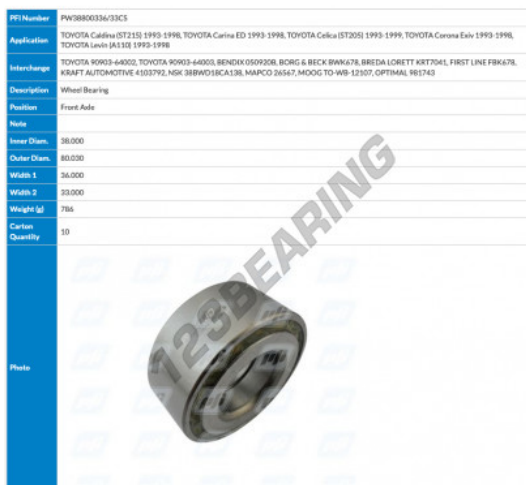 PFI Number PW38800336/33CS
Application TOYOTA Caldina (ST215) 1993-1998, TOYOTA Carina ED 1993-1998, TOYOTA Celica (ST205) 1993-1999, TOYOTA Corona Exiv 1993-1998,
TOYOTA Levin (A110) 1993-1998
Interchange TOYOTA 90903-64002, TOYOTA 90903-64003, BENDIX 050920B, BORG & BECK BWK678, BREDA LORETT KRT7041, FIRST LINE FBK678,
KRAFT AUTOMOTIVE 4103792, NSK 38BWD18CA138, MAPCO 26567, MOOG TO-WB-12107, OPTIMAL 981743
Description Wheel Bearing
Position Front Axle
Note
Inner Diam. 38.000
Outer Diam. 80.030
Width 1 36.000
Width 2 33.000
Weight (g) 786
Carton
Quantity 10
Photo
123BEARING